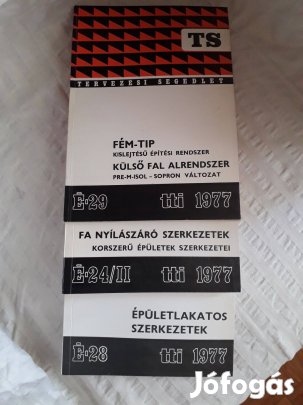 TS
TERVEZÉSI SEGÉDLET
FÉM-TIP
KISLEJTÉSŰ ÉPÍTÉSI RENDSZER
KÜLSŐ FAL ALRENDSZER
PRE-M-ISOL - SOPRON VÁLTOZAT
É-29 tti 1977
FA NYÍLÁSZÁRÓ SZERKEZETEK
KORSZERŰ ÉPÜLETEK SZERKEZETEI
É-24/II tti 1977
ÉPÜLETLAKATOS
SZERKEZETEK
É-28 tti 1977
Jófogás